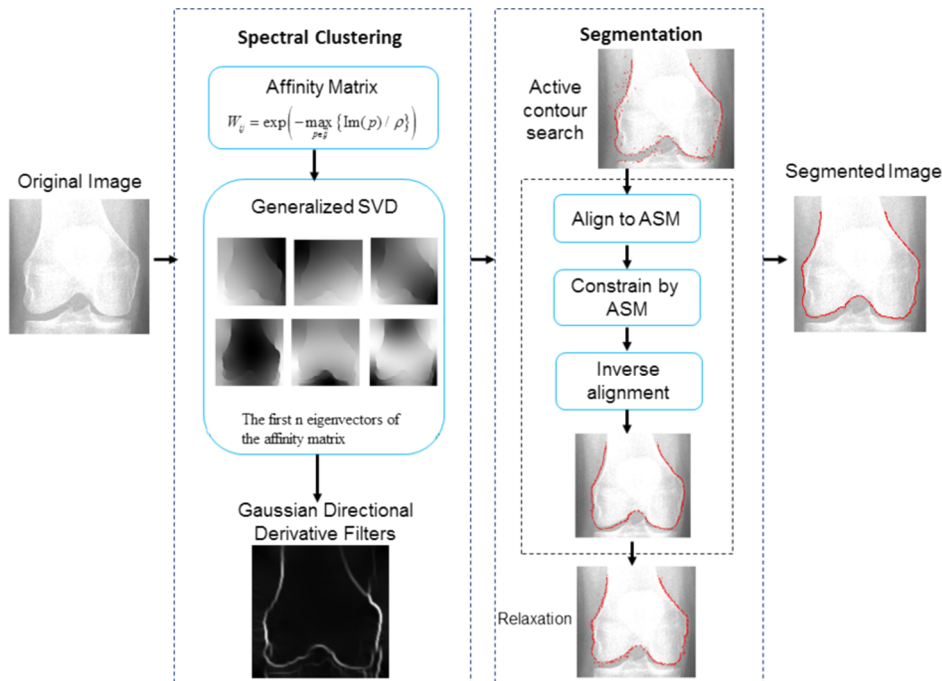 Original Image
Spectral Clustering
Affinity Matrix
W_ij = exp(−max_{p∈ij} {Im(p) / ρ})
Generalized SVD
The first n eigenvectors of
the affinity matrix
Gaussian Directional
Derivative Filters
Segmentation
Active
contour
search
Align to ASM
Constrain by
ASM
Inverse
alignment
Relaxation
Segmented Image